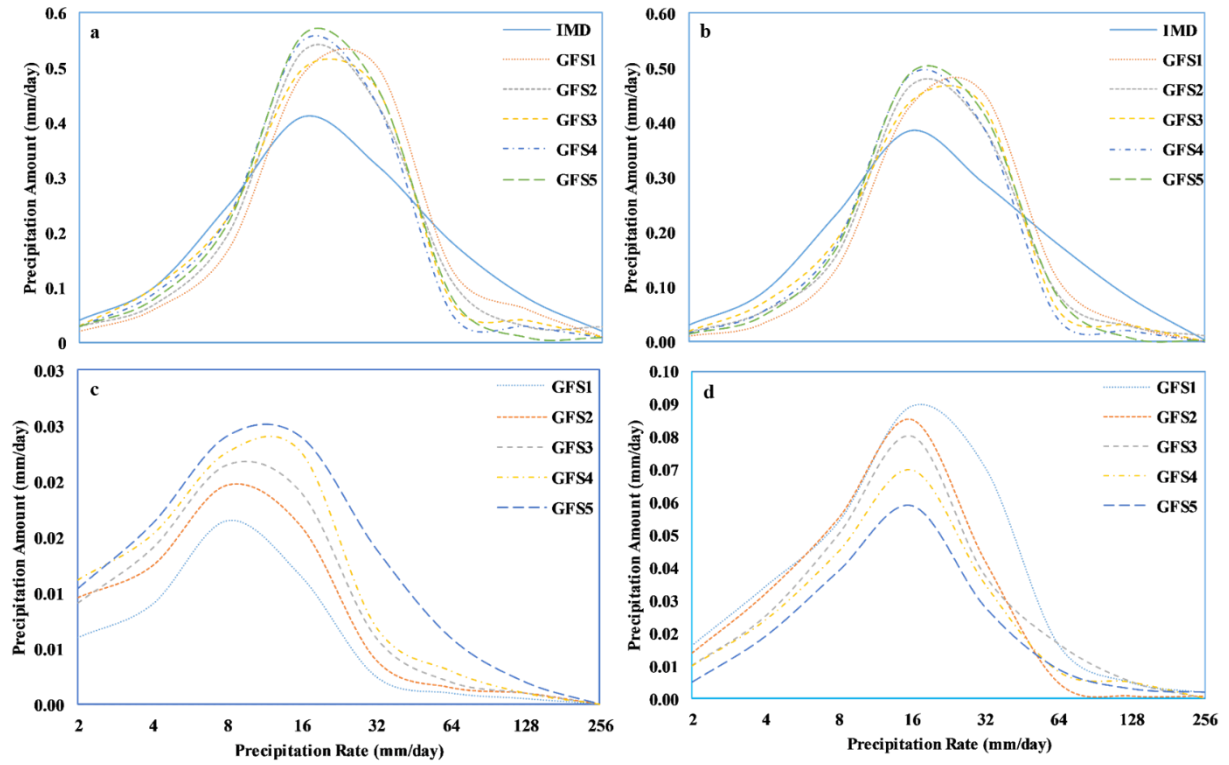 a
Precipitation Amount (mm/day)
0.6
0.5
0.4
0.3
0.2
0.1
0
IMD
GFS1
GFS2
GFS3
GFS4
GFS5
b
Precipitation Amount (mm/day)
0.60
0.50
0.40
0.30
0.20
0.10
0.00
IMD
GFS1
GFS2
GFS3
GFS4
GFS5
c
Precipitation Amount (mm/day)
0.03
0.03
0.02
0.02
0.01
0.01
0.00
GFS1
GFS2
GFS3
GFS4
GFS5
2 4 8 16 32 64 128 256
Precipitation Rate (mm/day)
d
Precipitation Amount (mm/day)
0.10
0.09
0.08
0.07
0.06
0.05
0.04
0.03
0.02
0.01
0.00
GFS1
GFS2
GFS3
GFS4
GFS5
2 4 8 16 32 64 128 256
Precipitation Rate (mm/day)